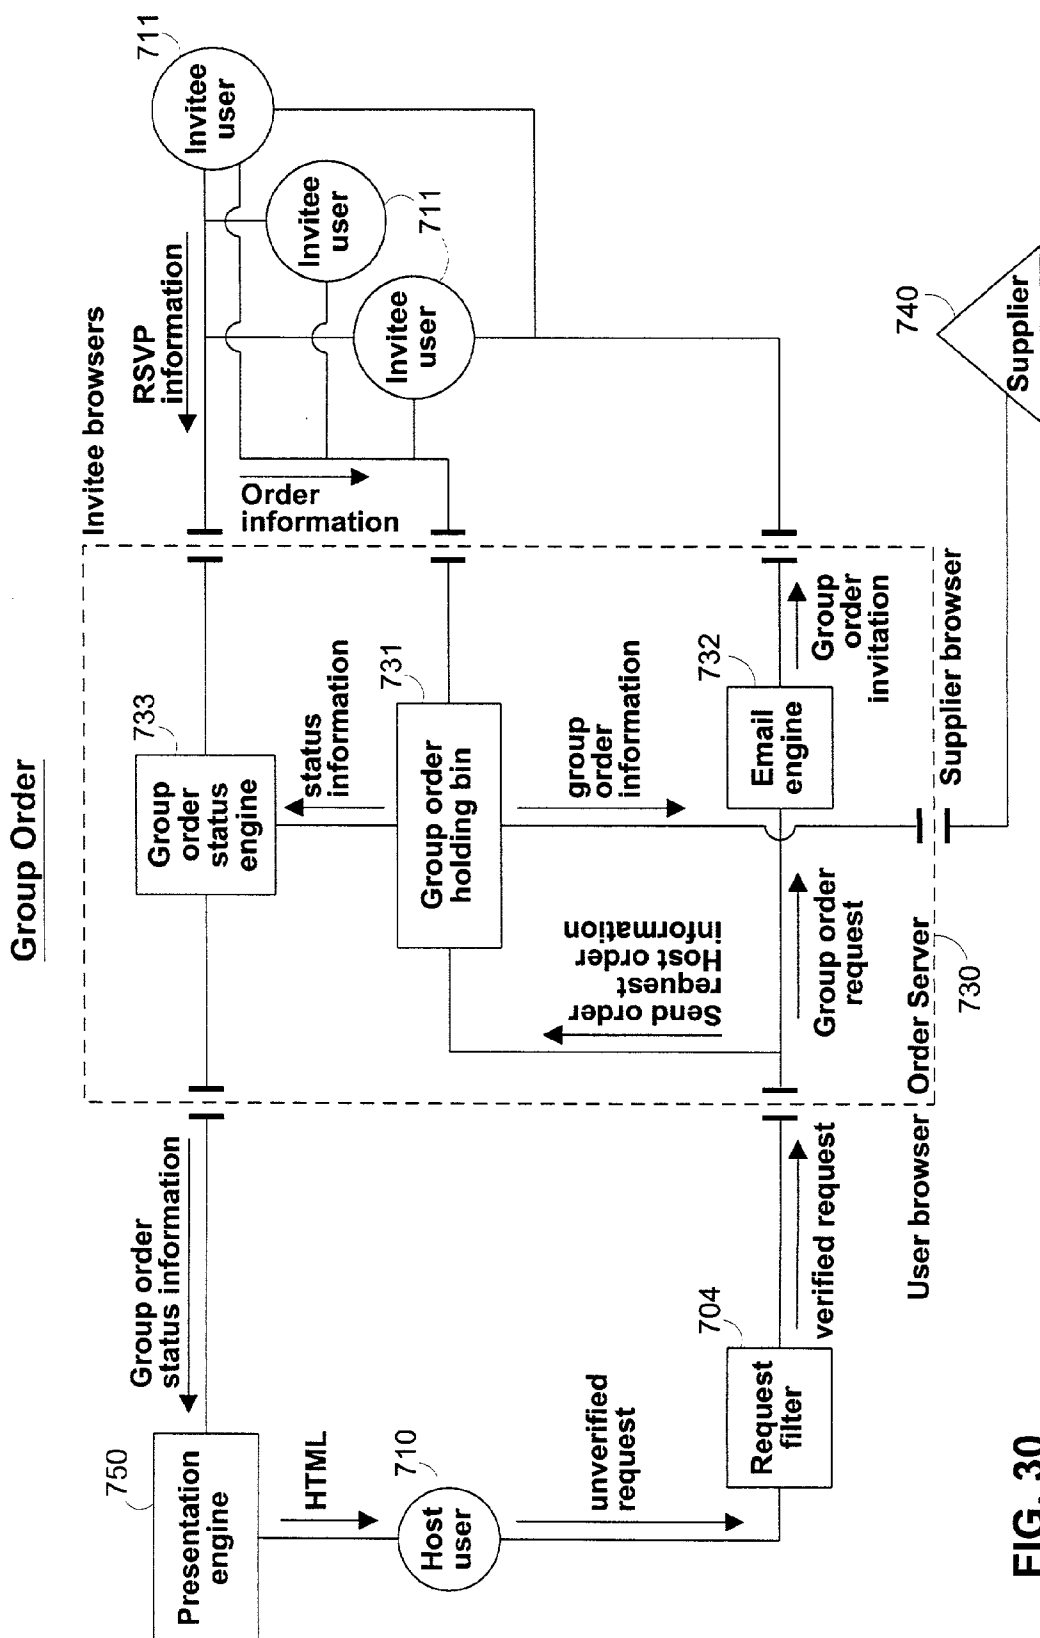 Group Order
750
Presentation
engine
Group order
status information
HTML
710
Host
user
unverified
request
704
Request
filter
verified request
User browser
Order Server
730
733
Group
order
status
engine
status
information
731
Group order
holding bin
Send order
request
Host order
information
group
order
information
Group order
request
732
Email
engine
Group
order
invitation
Supplier browser
Invitee browsers
RSVP
information
Order
information
711
Invitee
user
Invitee
user
711
Invitee
user
740
Supplier
FIG. 30